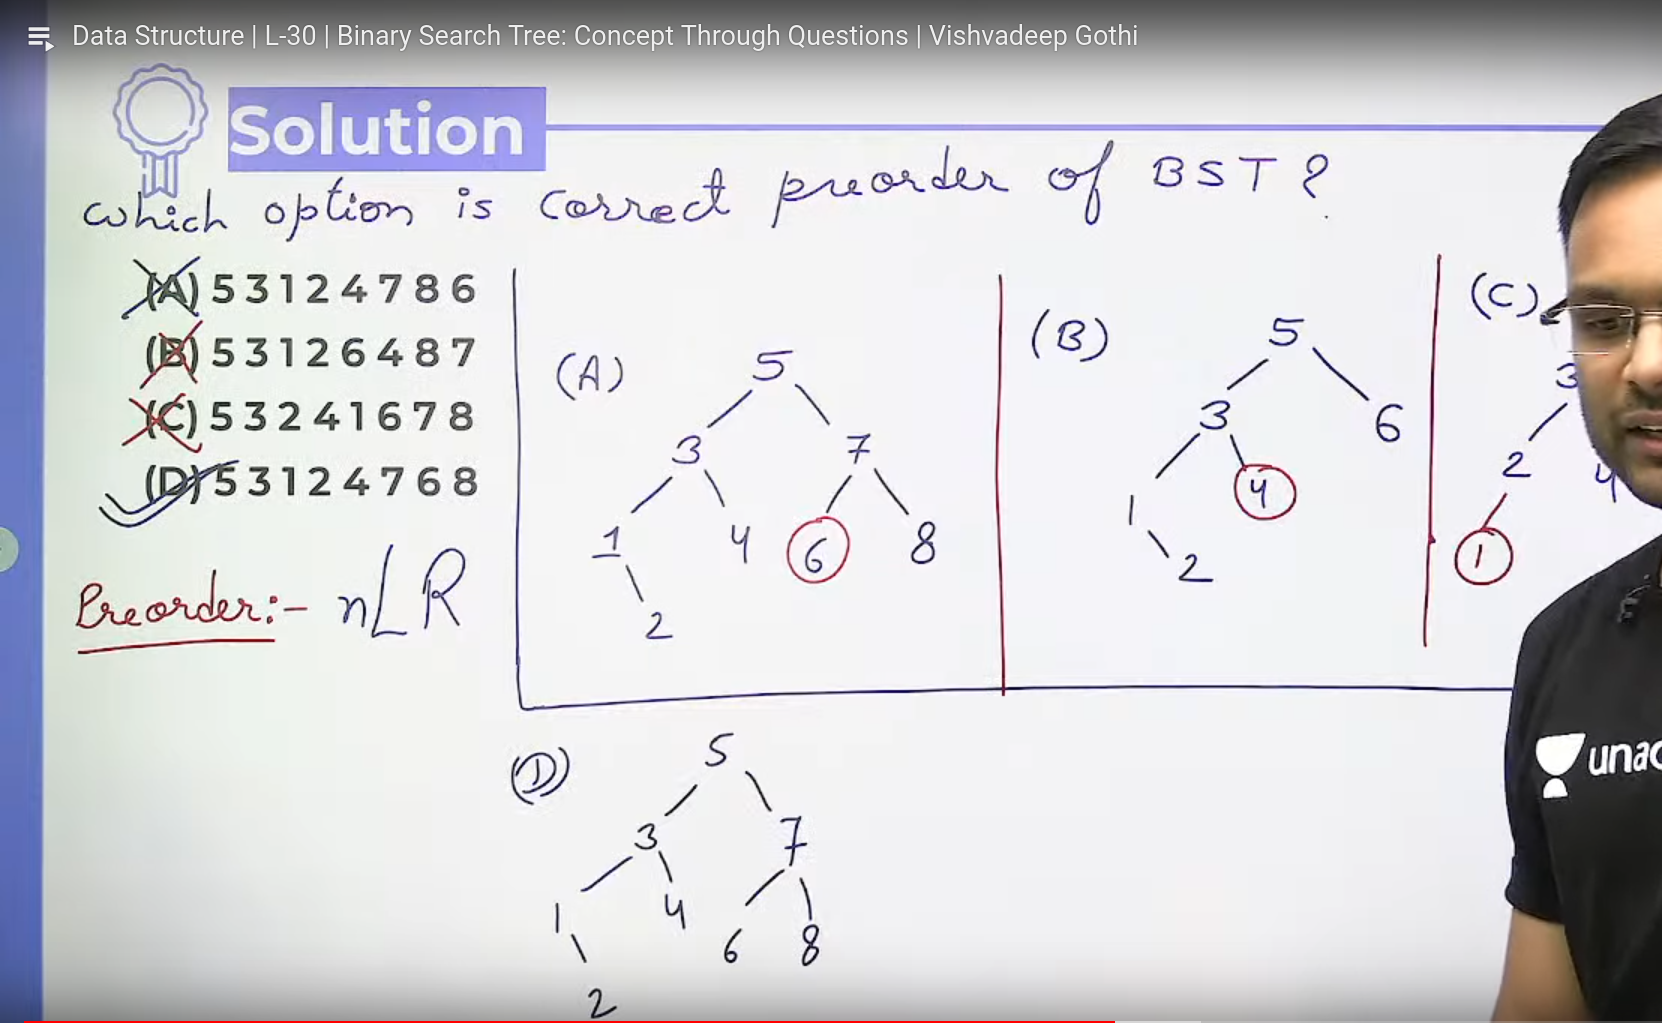 Data Structure | L-30 | Binary Search Tree: Concept Through Questions | Vishvadeep Gothi
Solution
which option is correct preorder of BST?
(A) 5 3 1 2 4 7 8 6
(B) 5 3 1 2 6 4 8 7
(C) 5 3 2 4 1 6 7 8
(D) 5 3 1 2 4 7 6 8
Preorder:- nLR
(A)
5
3 7
1 4 6 8
2
(B)
5
3 6
1 4
2
(C)
3
2 4
1
(D)
5
3 7
1 4 6 8
2